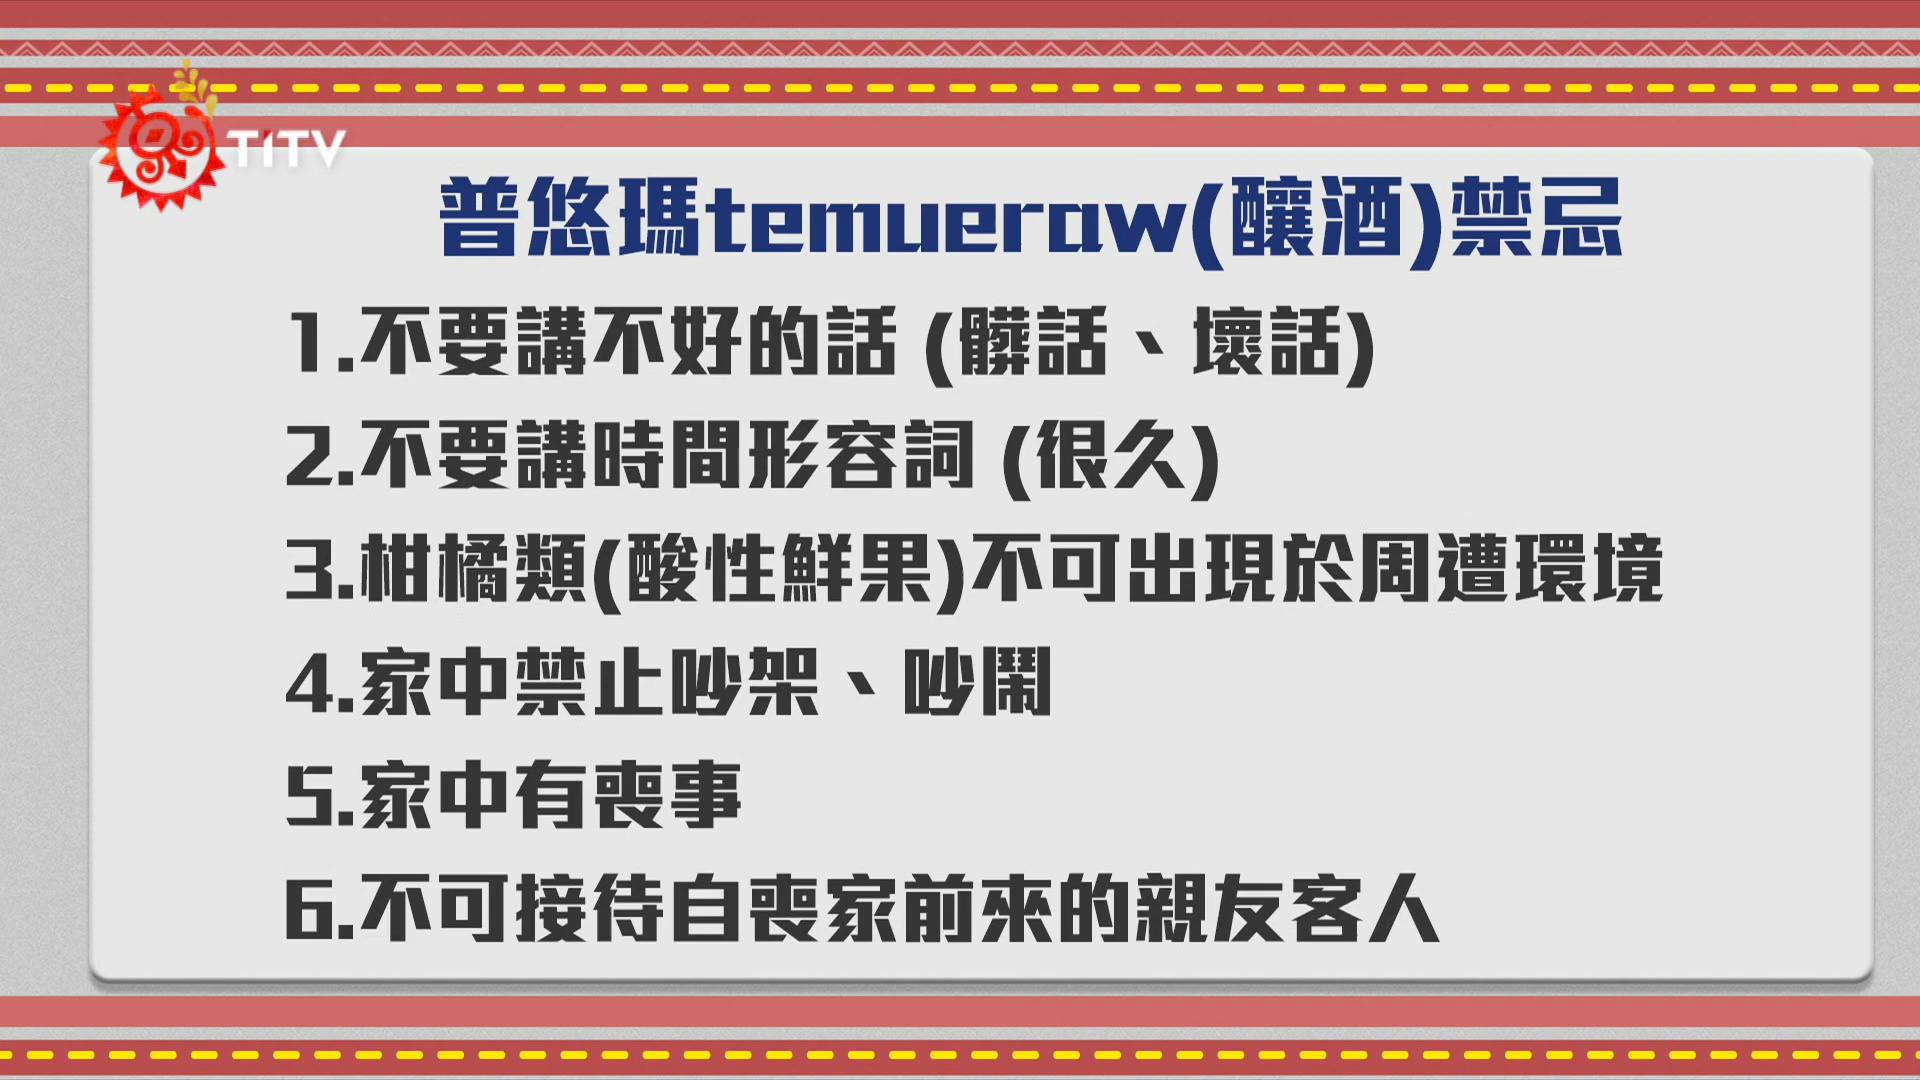 TITV
普悠瑪temueraw(釀酒)禁忌
1.不要講不好的話 (髒話、壞話)
2.不要講時間形容詞 (很久)
3.柑橘類(酸性鮮果)不可出現於周遭環境
4.家中禁止吵架、吵鬧
5.家中有喪事
6.不可接待自喪家前來的親友客人